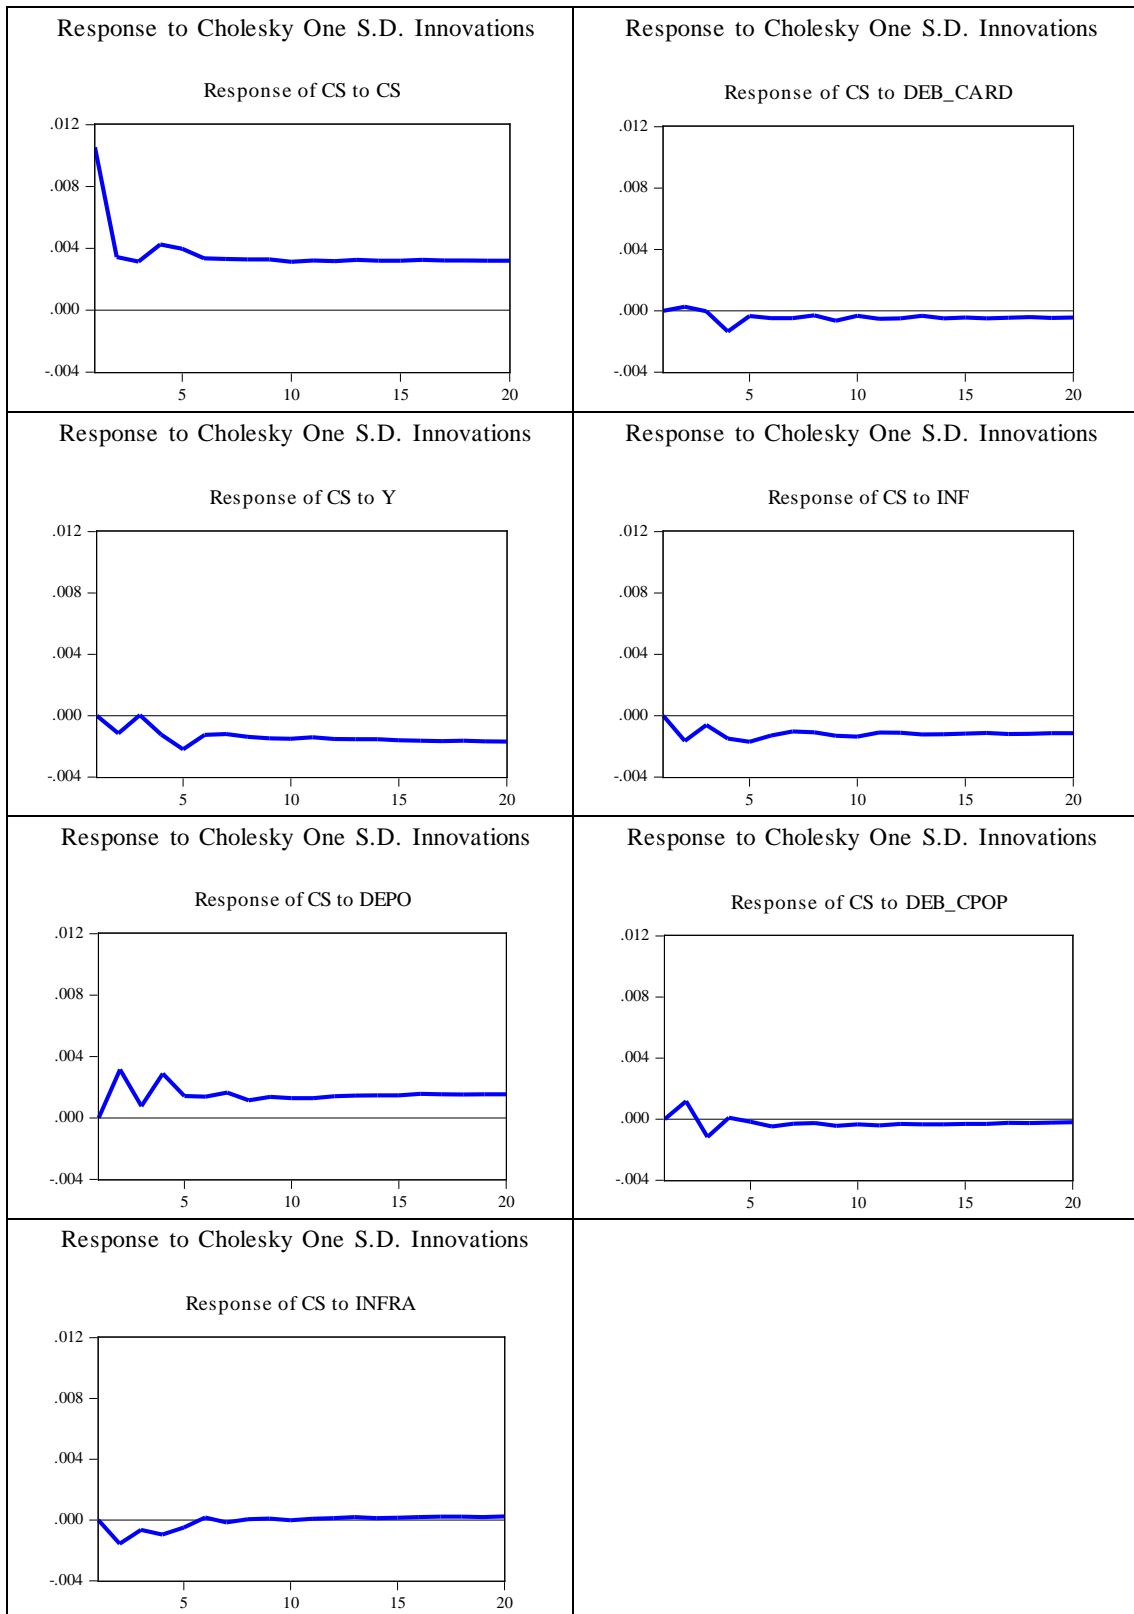 Response to Cholesky One S.D. Innovations
Response of CS to CS
.012
.008
.004
.000
-.004
5 10 15 20
Response to Cholesky One S.D. Innovations
Response of CS to DEB_CARD
.012
.008
.004
.000
-.004
5 10 15 20
Response to Cholesky One S.D. Innovations
Response of CS to Y
.012
.008
.004
.000
-.004
5 10 15 20
Response to Cholesky One S.D. Innovations
Response of CS to INF
.012
.008
.004
.000
-.004
5 10 15 20
Response to Cholesky One S.D. Innovations
Response of CS to DEPO
.012
.008
.004
.000
-.004
5 10 15 20
Response to Cholesky One S.D. Innovations
Response of CS to DEB_CPOP
.012
.008
.004
.000
-.004
5 10 15 20
Response to Cholesky One S.D. Innovations
Response of CS to INFRA
.012
.008
.004
.000
-.004
5 10 15 20